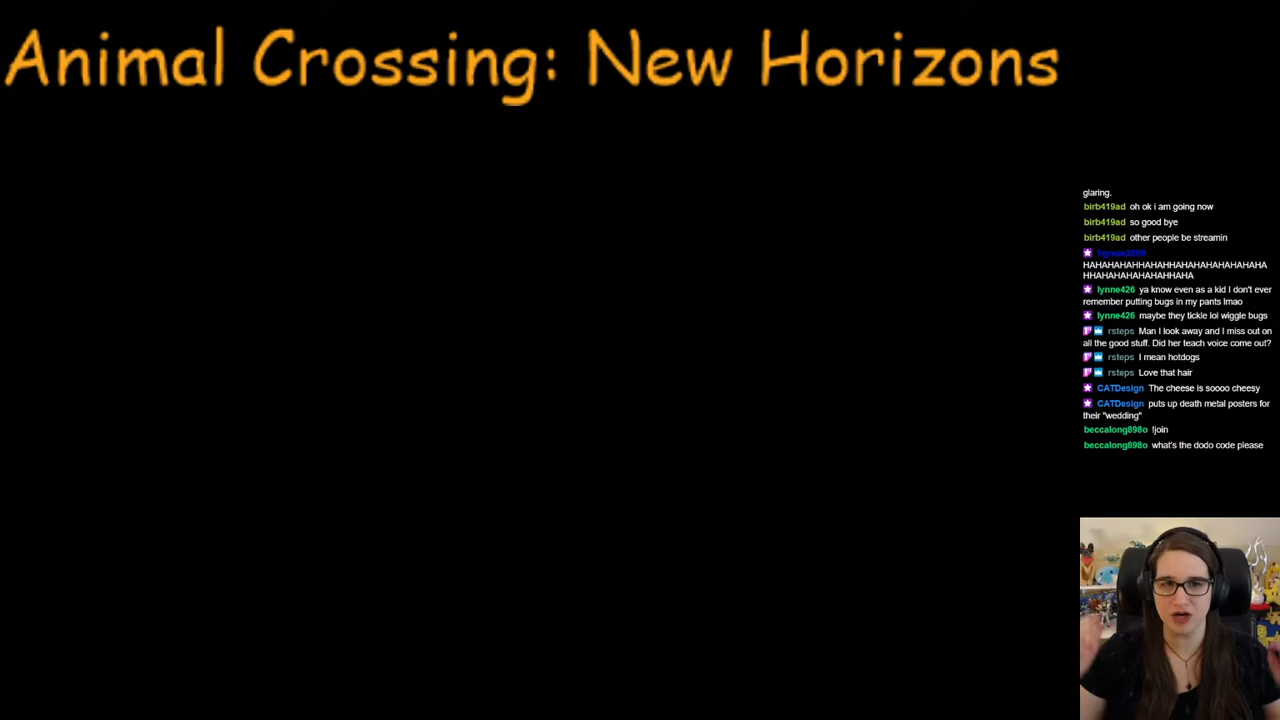 Animal Crossing: New Horizons
glaring.
birb419ad oh ok i am going now
birb419ad so good bye
birb419ad other people be streamin
HAHAHAHAHHAHAHHAHAHAHAHAHAHAHA
HHAHAHAHAHAHAHHAHA
lynne426 ya know even as a kid I don't ever
remember putting bugs in my pants lmao
lynne426 maybe they tickle lol wiggle bugs
rsteps Man I look away and I miss out on
all the good stuff. Did her teach voice come out?
rsteps I mean hotdogs
rsteps Love that hair
CATDesign The cheese is soooo cheesy
CATDesign puts up death metal posters for
their "wedding"
beccalong898o !join
beccalong898o what's the dodo code please